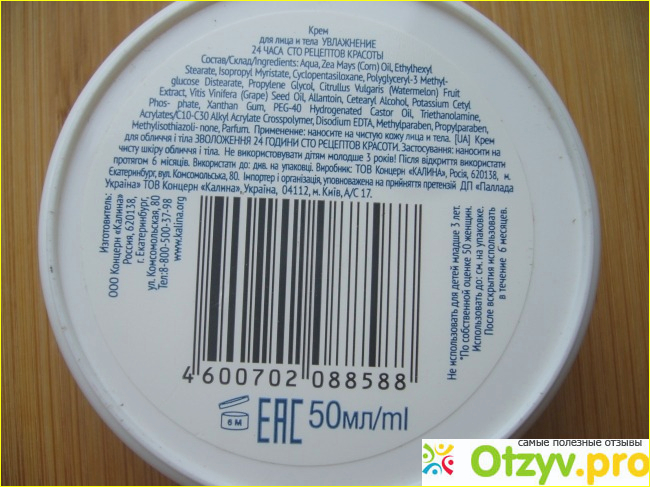 Крем
для лица и тела УВЛАЖНЕНИЕ
24 ЧАСА СТО РЕЦЕПТОВ КРАСОТЫ
Состав/Склад/Ingredients: Aqua, Zea Mays (Corn) Oil, Ethylhexyl
Stearate, Isopropyl Myristate, Cyclopentasiloxane, Polyglyceryl-3 Methyl-
glucose Distearate, Propylene Glycol, Citrullus Vulgaris (Watermelon) Fruit
Extract, Vitis Vinifera (Grape) Seed Oil, Allantoin, Cetearyl Alcohol, Potassium Cetyl
Phos- phate, Xanthan Gum, PEG-40 Hydrogenated Castor Oil, Triethanolamine,
Acrylates/C10-C30 Alkyl Acrylate Crosspolymer, Disodium EDTA, Methylparaben, Propylparaben,
Methylisothiazoli- none, Parfum. Применение: наносите на чистую кожу лица и тела. [UA] Крем
для обличчя і тіла ЗВОЛОЖЕННЯ 24 ГОДИНИ СТО РЕЦЕПТОВ КРАСОТИ. Застосування: наносити на
чисту шкіру обличчя і тіла. Не використовувати дітям молодше 3 років! Після відкриття використати
протягом 6 місяців. Використати до: див. на упаковці. Виробник: ТОВ Концерн «КАЛИНА», Росія, 620138, м.
Єкатеринбург, вул. Комсомольська, 80. Імпортер і організація, уповноважена на прийняття претензій ДП «Паллада
Україна» ТОВ Концерн «Калина», Україна, 04112, м. Київ, А/С 17.
Изготовитель:
ООО Концерн «Калина»
Россия, 620138,
г. Екатеринбург,
ул. Комсомольская, 80
www.kalina.org
Тел:8-800-500-37-98
Не использовать для детей младше 3 лет.
*По собственной оценке 50 женщин.
Использовать до: см. на упаковке.
После вскрытия использовать
в течение 6 месяцев.
4 600702 088588
6 M
EAC 50мл/ml
самые полезные отзывы
Otzyv.pro